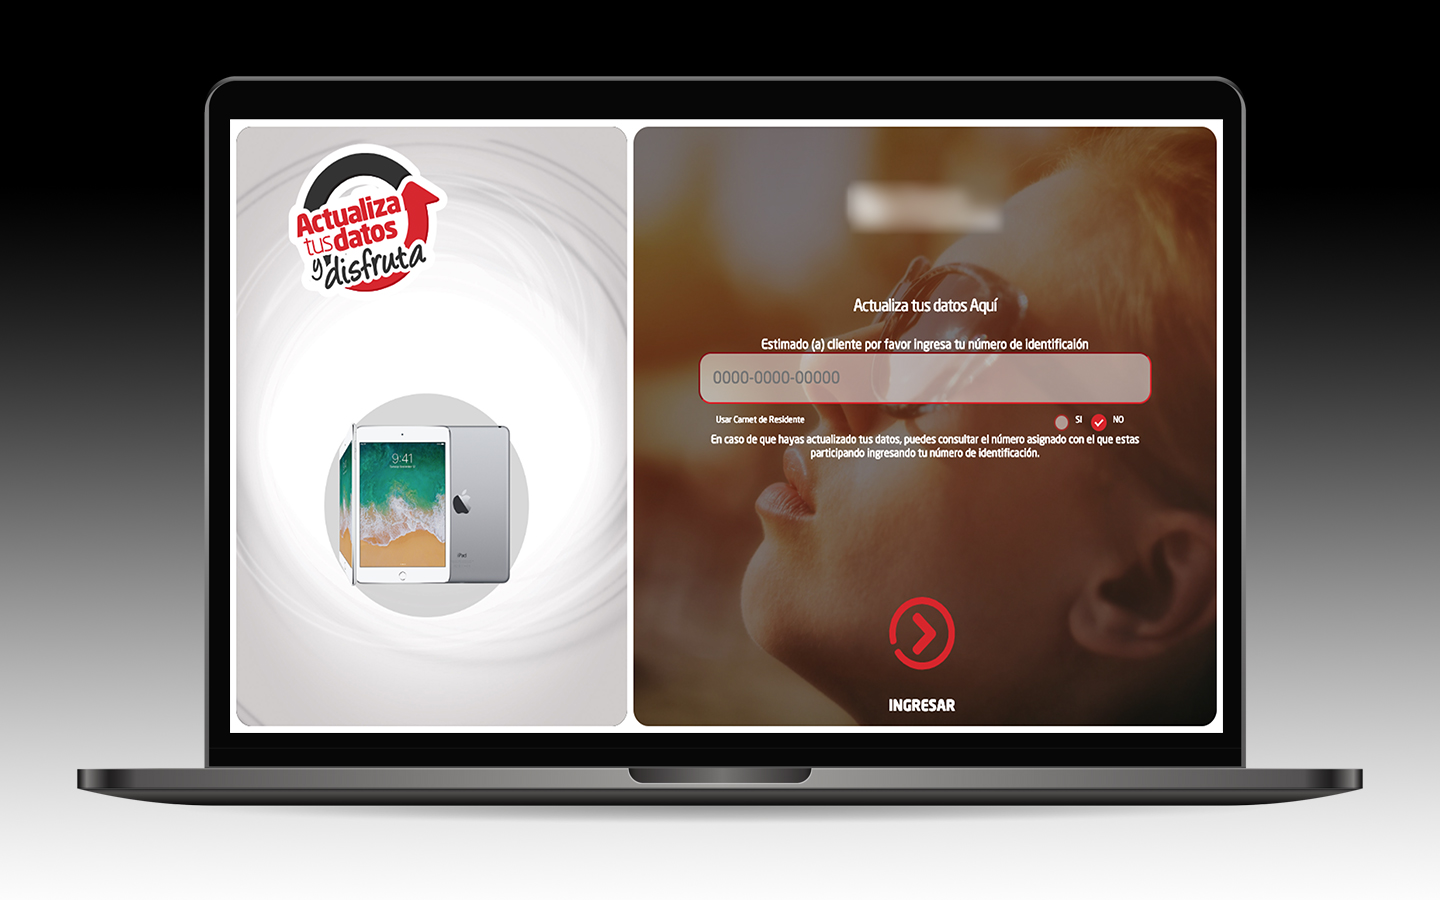 Actualiza
tus datos
y disfruta
9:41
iPad
Actualiza tus datos Aquí
Estimado (a) cliente por favor ingresa tu número de identificaión
0000-0000-00000
Usar Carnet de Residente
SI
NO
En caso de que hayas actualizado tus datos, puedes consultar el número asignado con el que estas
participando ingresando tu número de identificación.
INGRESAR